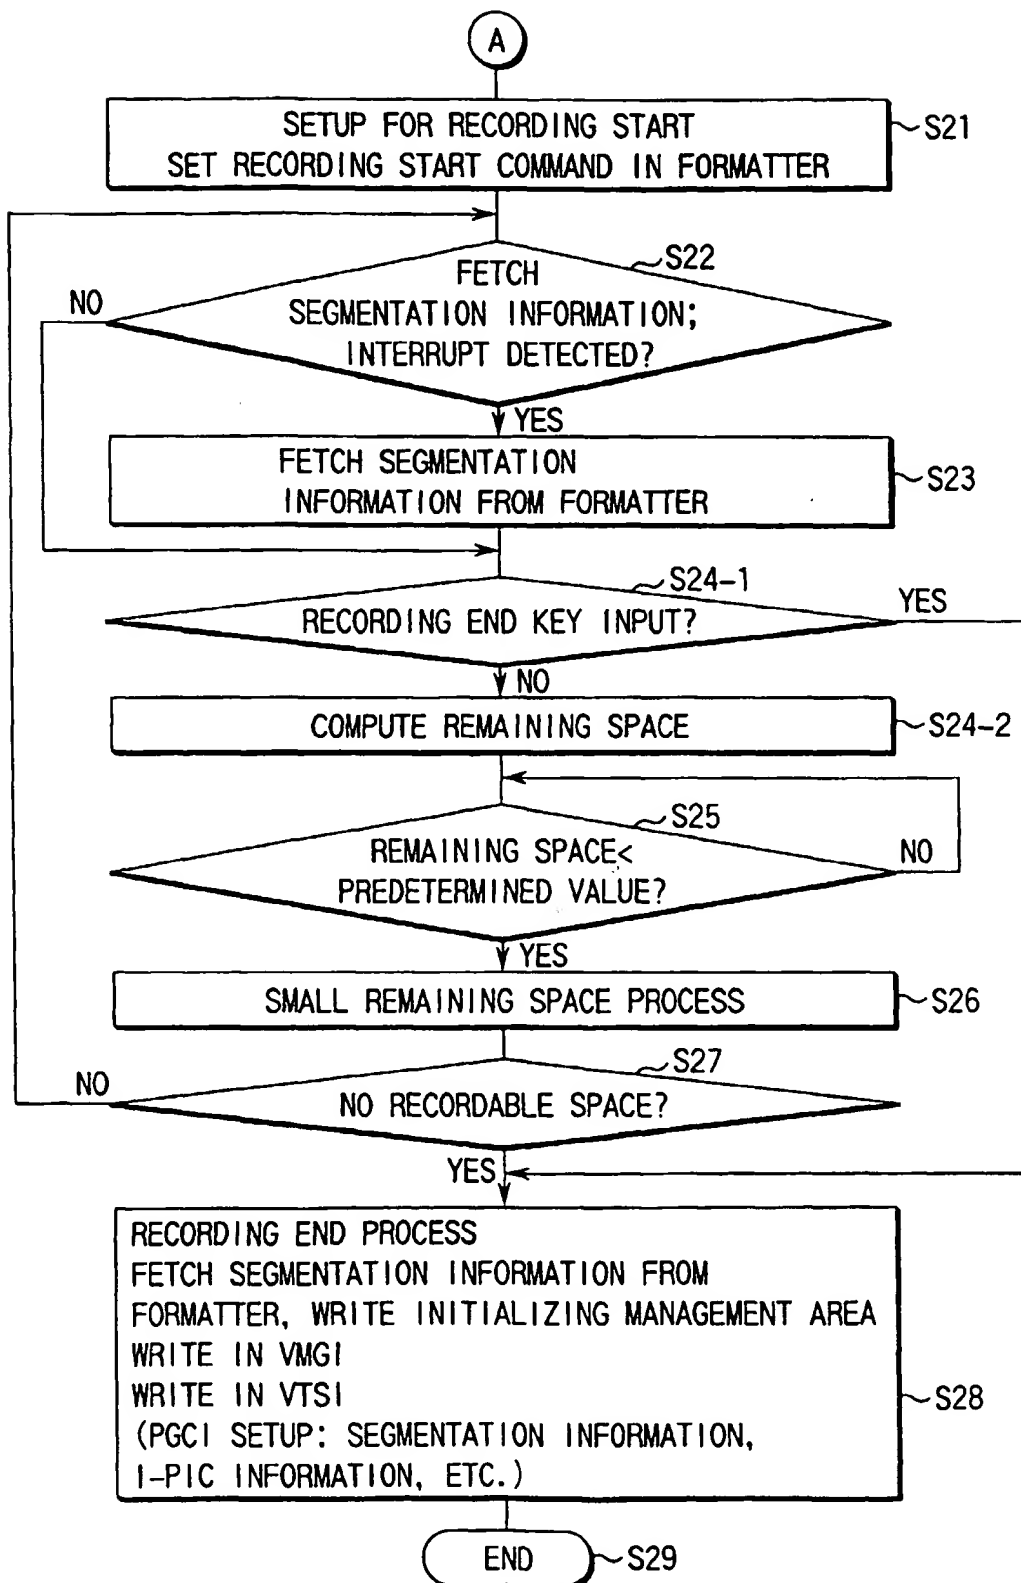 A
SETUP FOR RECORDING START
SET RECORDING START COMMAND IN FORMATTER
S21
S22
FETCH
SEGMENTATION INFORMATION;
INTERRUPT DETECTED?
NO
YES
FETCH SEGMENTATION
INFORMATION FROM FORMATTER
S23
S24-1
RECORDING END KEY INPUT?
YES
NO
COMPUTE REMAINING SPACE
S24-2
S25
REMAINING SPACE<
PREDETERMINED VALUE?
NO
YES
SMALL REMAINING SPACE PROCESS
S26
S27
NO RECORDABLE SPACE?
NO
YES
RECORDING END PROCESS
FETCH SEGMENTATION INFORMATION FROM
FORMATTER, WRITE INITIALIZING MANAGEMENT AREA
WRITE IN VMGI
WRITE IN VTSI
(PGCI SETUP: SEGMENTATION INFORMATION,
I-PIC INFORMATION, ETC.)
S28
END
S29